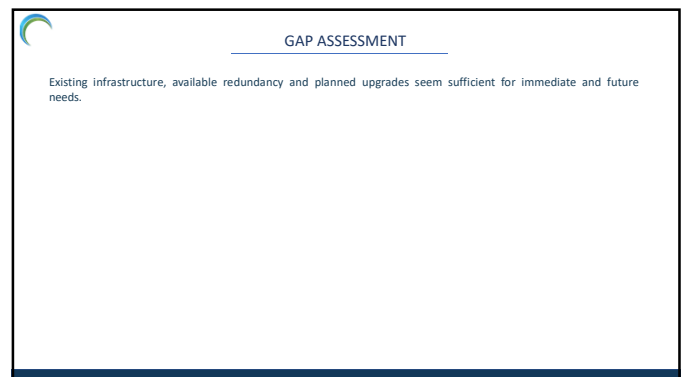 GAP ASSESSMENT
Existing infrastructure, available redundancy and planned upgrades seem sufficient for immediate and future
needs.